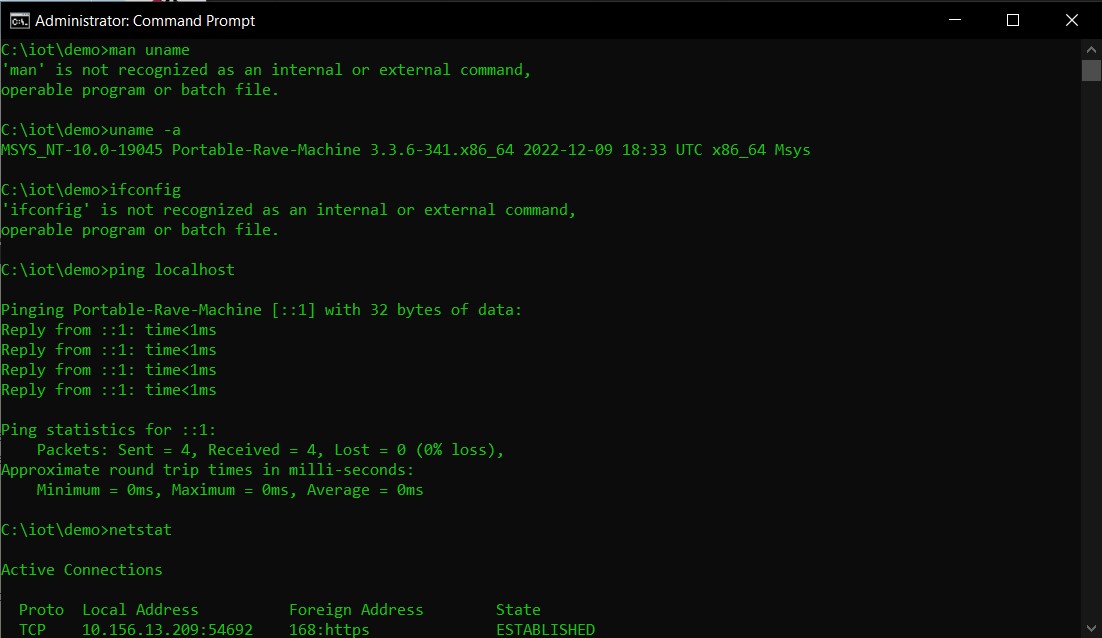 Administrator: Command Prompt
C:\iot\demo>man uname
'man' is not recognized as an internal or external command,
operable program or batch file.
C:\iot\demo>uname -a
MSYS_NT-10.0-19045 Portable-Rave-Machine 3.3.6-341.x86_64 2022-12-09 18:33 UTC x86_64 Msys
C:\iot\demo>ifconfig
'ifconfig' is not recognized as an internal or external command,
operable program or batch file.
C:\iot\demo>ping localhost
Pinging Portable-Rave-Machine [::1] with 32 bytes of data:
Reply from ::1: time<1ms
Reply from ::1: time<1ms
Reply from ::1: time<1ms
Reply from ::1: time<1ms
Ping statistics for ::1:
    Packets: Sent = 4, Received = 4, Lost = 0 (0% loss),
Approximate round trip times in milli-seconds:
    Minimum = 0ms, Maximum = 0ms, Average = 0ms
C:\iot\demo>netstat
Active Connections
  Proto  Local Address          Foreign Address        State
  TCP    10.156.13.209:54692    168:https              ESTABLISHED